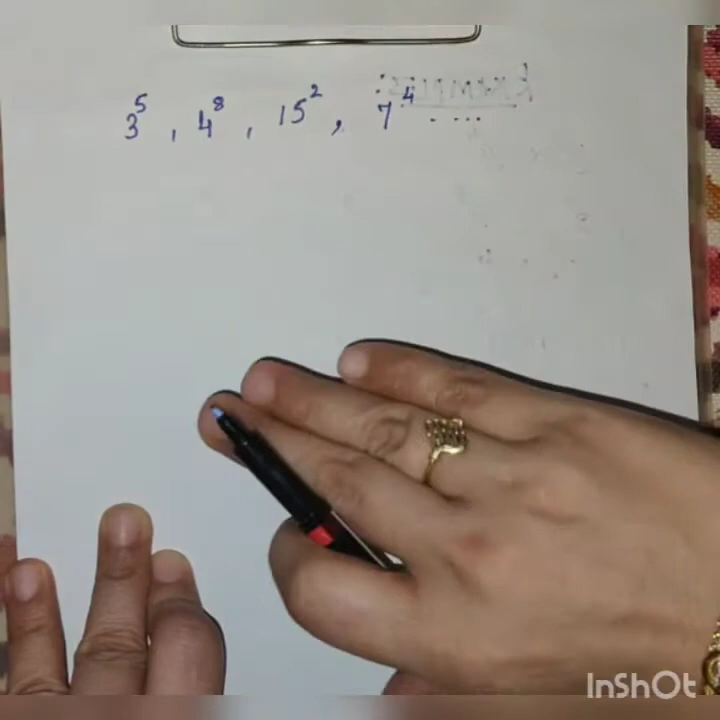 3⁵ , 4⁸ , 15² , 7⁴ ....
InShOt